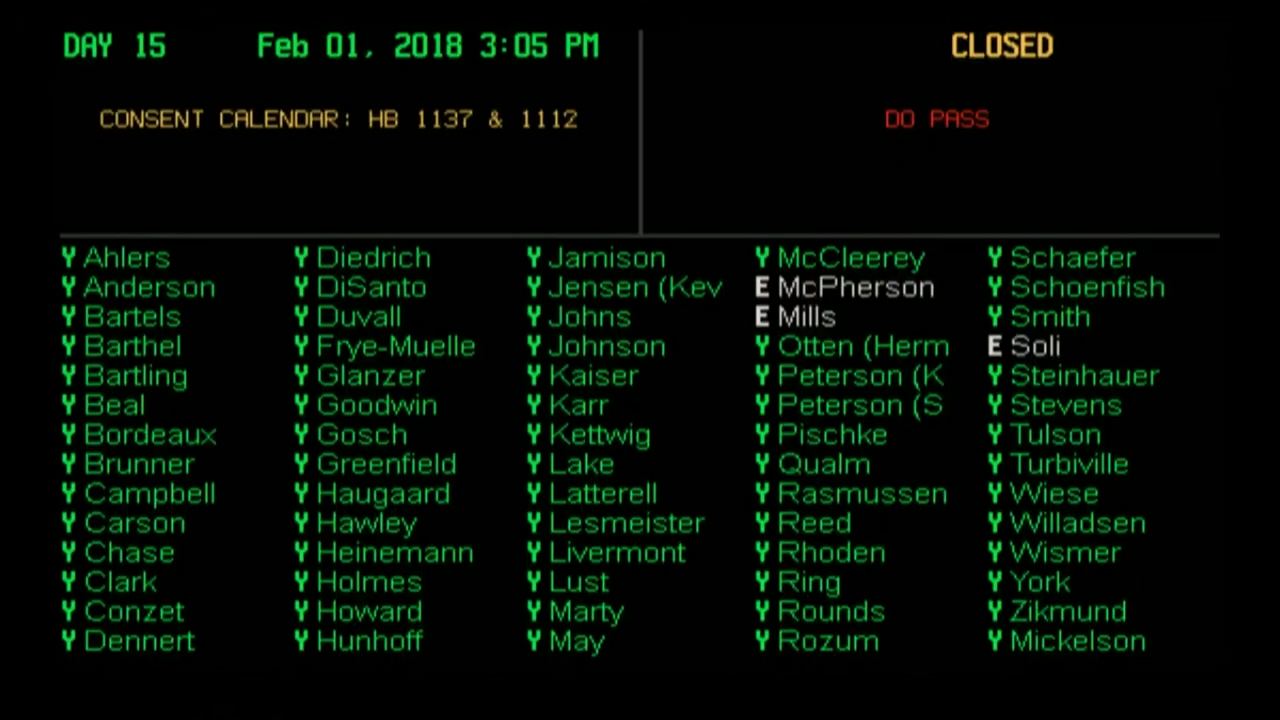 DAY 15 Feb 01, 2018 3:05 PM CLOSED
CONSENT CALENDAR: HB 1137 & 1112 DO PASS
Y Ahlers Y Diedrich Y Jamison Y McCleerey Y Schaefer
Y Anderson Y DiSanto Y Jensen (Kev E McPherson Y Schoenfish
Y Bartels Y Duvall Y Johns E Mills Y Smith
Y Barthel Y Frye-Muelle Y Johnson Y Otten (Herm E Soli
Y Bartling Y Glanzer Y Kaiser Y Peterson (K Y Steinhauer
Y Beal Y Goodwin Y Karr Y Peterson (S Y Stevens
Y Bordeaux Y Gosch Y Kettwig Y Pischke Y Tulson
Y Brunner Y Greenfield Y Lake Y Qualm Y Turbiville
Y Campbell Y Haugaard Y Latterell Y Rasmussen Y Wiese
Y Carson Y Hawley Y Lesmeister Y Reed Y Willadsen
Y Chase Y Heinemann Y Livermont Y Rhoden Y Wismer
Y Clark Y Holmes Y Lust Y Ring Y York
Y Conzet Y Howard Y Marty Y Rounds Y Zikmund
Y Dennert Y Hunhoff Y May Y Rozum Y Mickelson